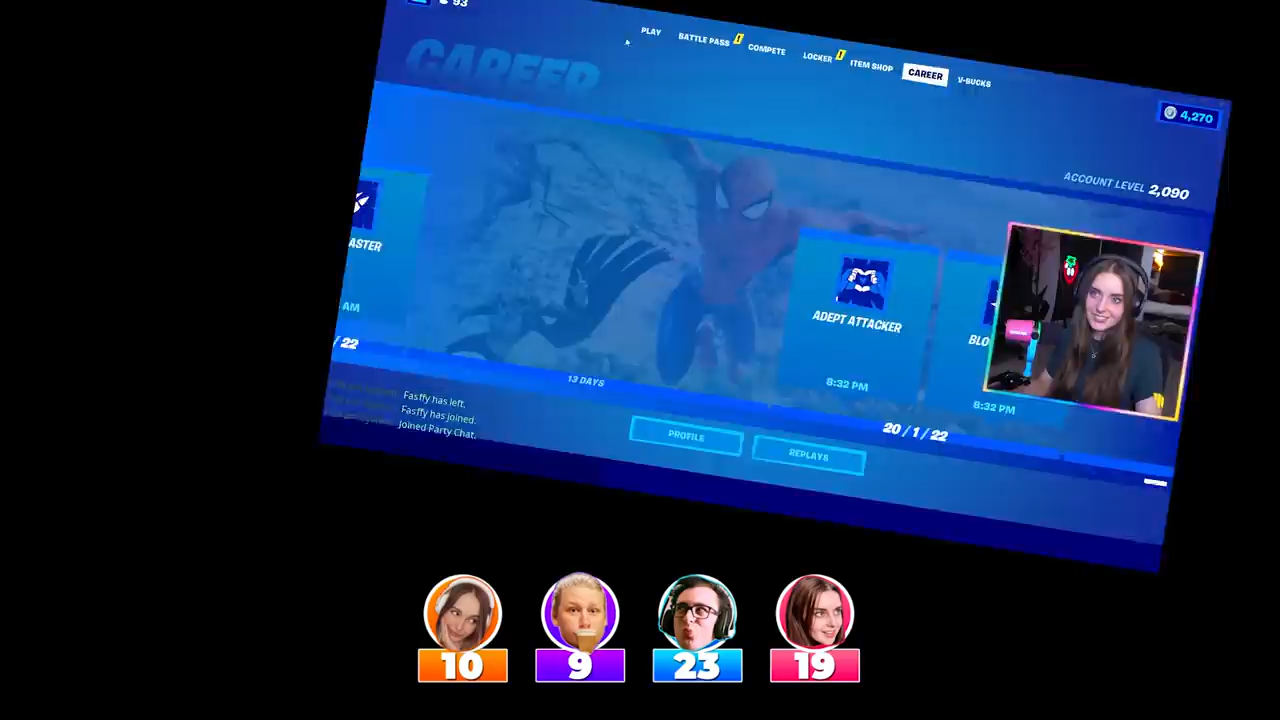 93
PLAY
BATTLE PASS
COMPETE
LOCKER
ITEM SHOP
CAREER
V-BUCKS
CAREER
4,270
ACCOUNT LEVEL 2,090
ASTER
AM
/ 22
ADEPT ATTACKER
8:32 PM
BLO
8:32 PM
13 DAYS
20 / 1 / 22
Fasffy has left.
Fasffy has joined.
Joined Party Chat.
PROFILE
REPLAYS
10
9
23
19